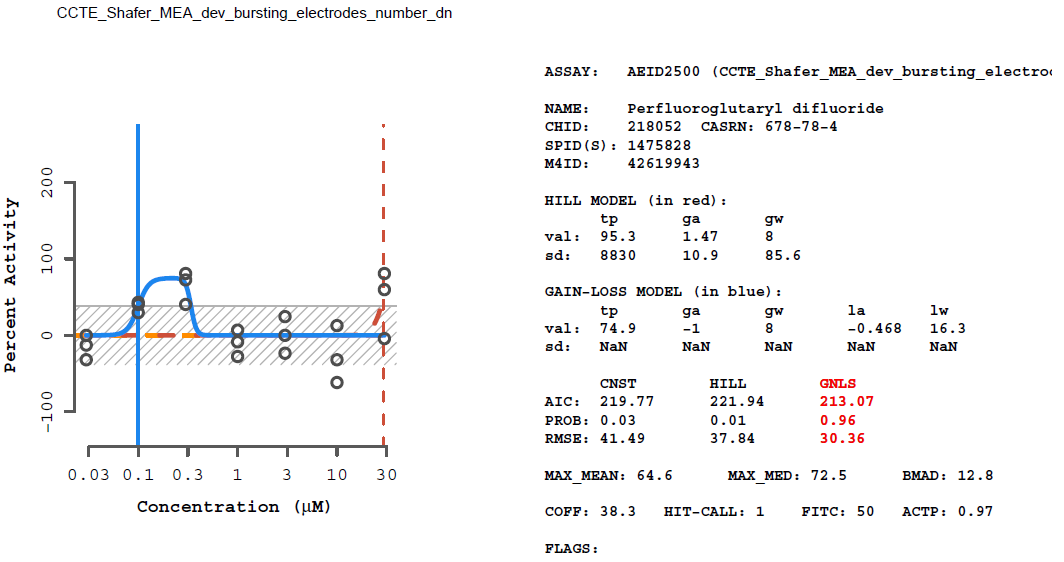 CCTE_Shafer_MEA_dev_bursting_electrodes_number_dn
Percent Activity
200
100
0
−100
0.03 0.1 0.3 1 3 10 30
Concentration (µM)
ASSAY: AEID2500 (CCTE_Shafer_MEA_dev_bursting_electro
NAME: Perfluoroglutaryl difluoride
CHID: 218052 CASRN: 678-78-4
SPID(S): 1475828
M4ID: 42619943
HILL MODEL (in red):
tp ga gw
val: 95.3 1.47 8
sd: 8830 10.9 85.6
GAIN-LOSS MODEL (in blue):
tp ga gw la lw
val: 74.9 −1 8 −0.468 16.3
sd: NaN NaN NaN NaN NaN
CNST HILL GNLS
AIC: 219.77 221.94 213.07
PROB: 0.03 0.01 0.96
RMSE: 41.49 37.84 30.36
MAX_MEAN: 64.6 MAX_MED: 72.5 BMAD: 12.8
COFF: 38.3 HIT-CALL: 1 FITC: 50 ACTP: 0.97
FLAGS: